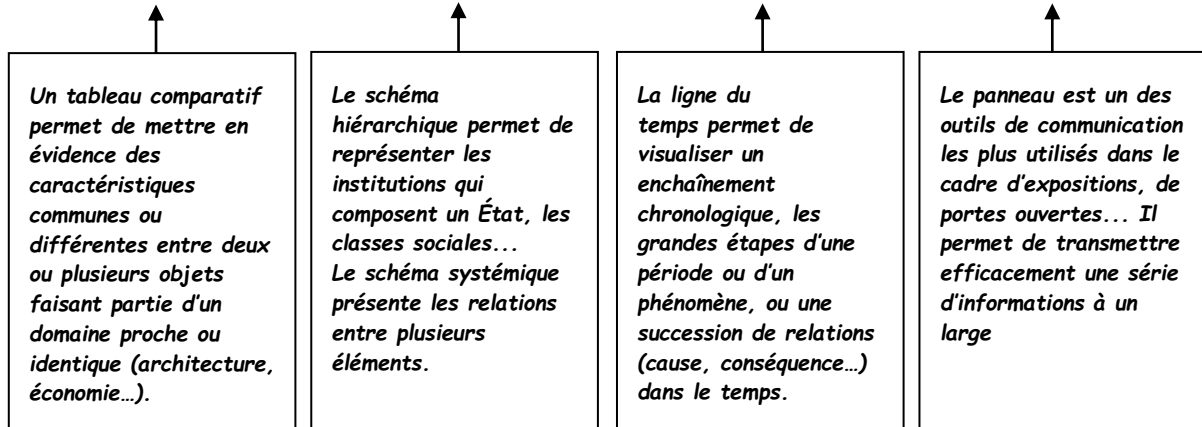 Un tableau comparatif
permet de mettre en
évidence des
caractéristiques
communes ou
différentes entre deux
ou plusieurs objets
faisant partie d'un
domaine proche ou
identique (architecture,
économie...).
Le schéma
hiérarchique permet de
représenter les
institutions qui
composent un État, les
classes sociales...
Le schéma systémique
présente les relations
entre plusieurs
éléments.
La ligne du
temps permet de
visualiser un
enchaînement
chronologique, les
grandes étapes d'une
période ou d'un
phénomène, ou une
succession de relations
(cause, conséquence...)
dans le temps.
Le panneau est un des
outils de communication
les plus utilisés dans le
cadre d'expositions, de
portes ouvertes... Il
permet de transmettre
efficacement une série
d'informations à un
large